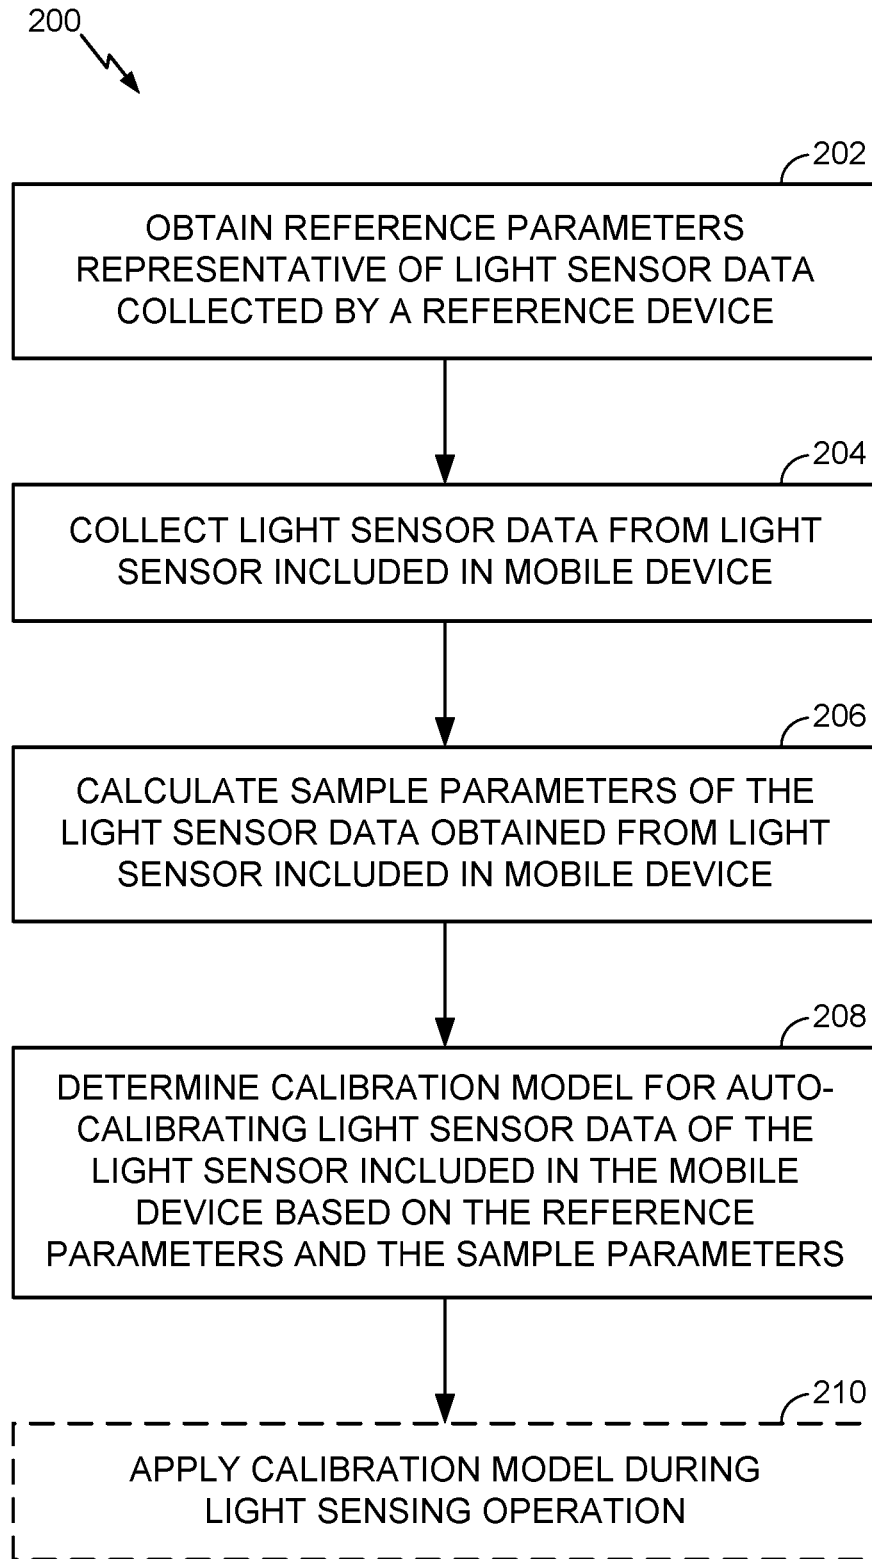 200
202
OBTAIN REFERENCE PARAMETERS
REPRESENTATIVE OF LIGHT SENSOR DATA
COLLECTED BY A REFERENCE DEVICE
204
COLLECT LIGHT SENSOR DATA FROM LIGHT
SENSOR INCLUDED IN MOBILE DEVICE
206
CALCULATE SAMPLE PARAMETERS OF THE
LIGHT SENSOR DATA OBTAINED FROM LIGHT
SENSOR INCLUDED IN MOBILE DEVICE
208
DETERMINE CALIBRATION MODEL FOR AUTO-
CALIBRATING LIGHT SENSOR DATA OF THE
LIGHT SENSOR INCLUDED IN THE MOBILE
DEVICE BASED ON THE REFERENCE
PARAMETERS AND THE SAMPLE PARAMETERS
210
APPLY CALIBRATION MODEL DURING
LIGHT SENSING OPERATION